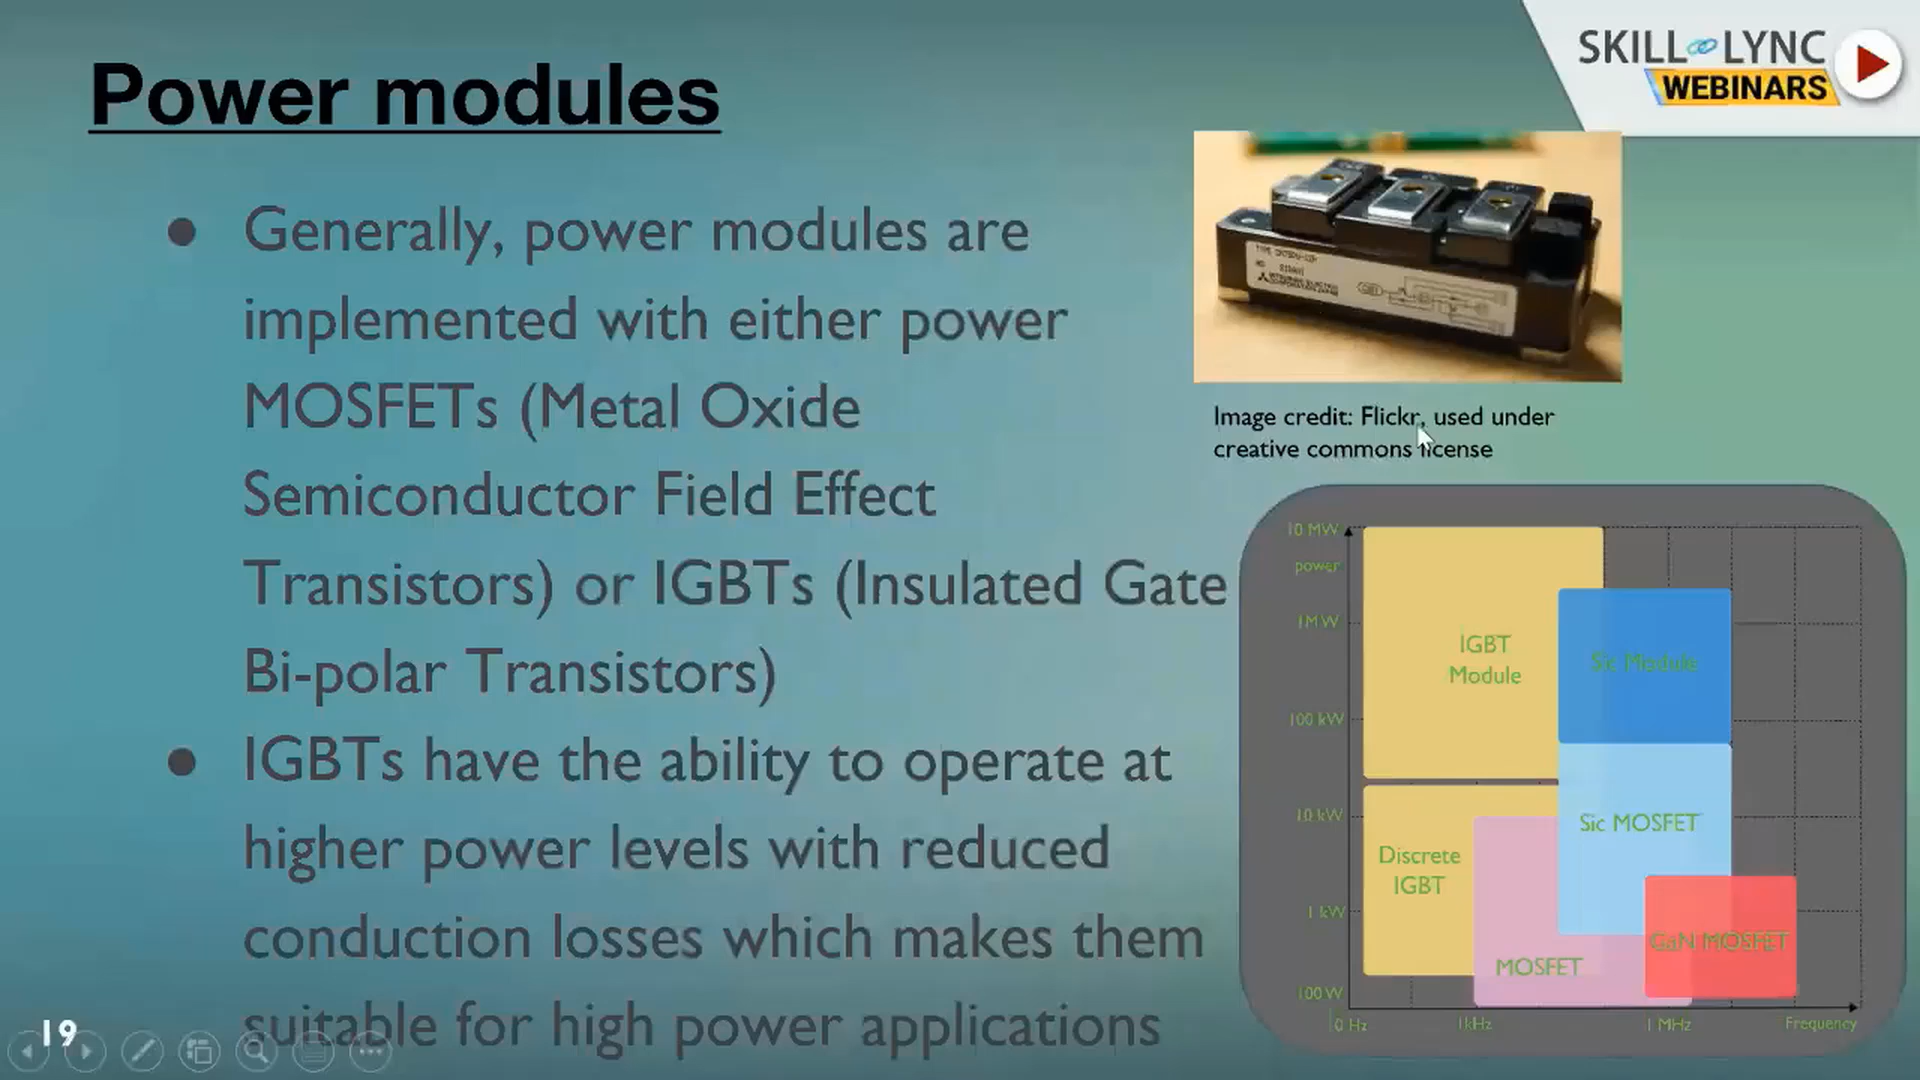 Power modules
SKILL LYNC
WEBINARS
Generally, power modules are
implemented with either power
MOSFETs (Metal Oxide
Semiconductor Field Effect
Transistors) or IGBTs (Insulated Gate
Bi-polar Transistors)
IGBTs have the ability to operate at
higher power levels with reduced
conduction losses which makes them
suitable for high power applications
Image credit: Flickr, used under
creative commons license
10 MW
power
1MW
100 kW
10 kW
1 kW
100 W
IGBT
Module
Sic Module
Sic MOSFET
Discrete
IGBT
MOSFET
GaN MOSFET
0 Hz
1kHz
1 MHz
Frequency
19